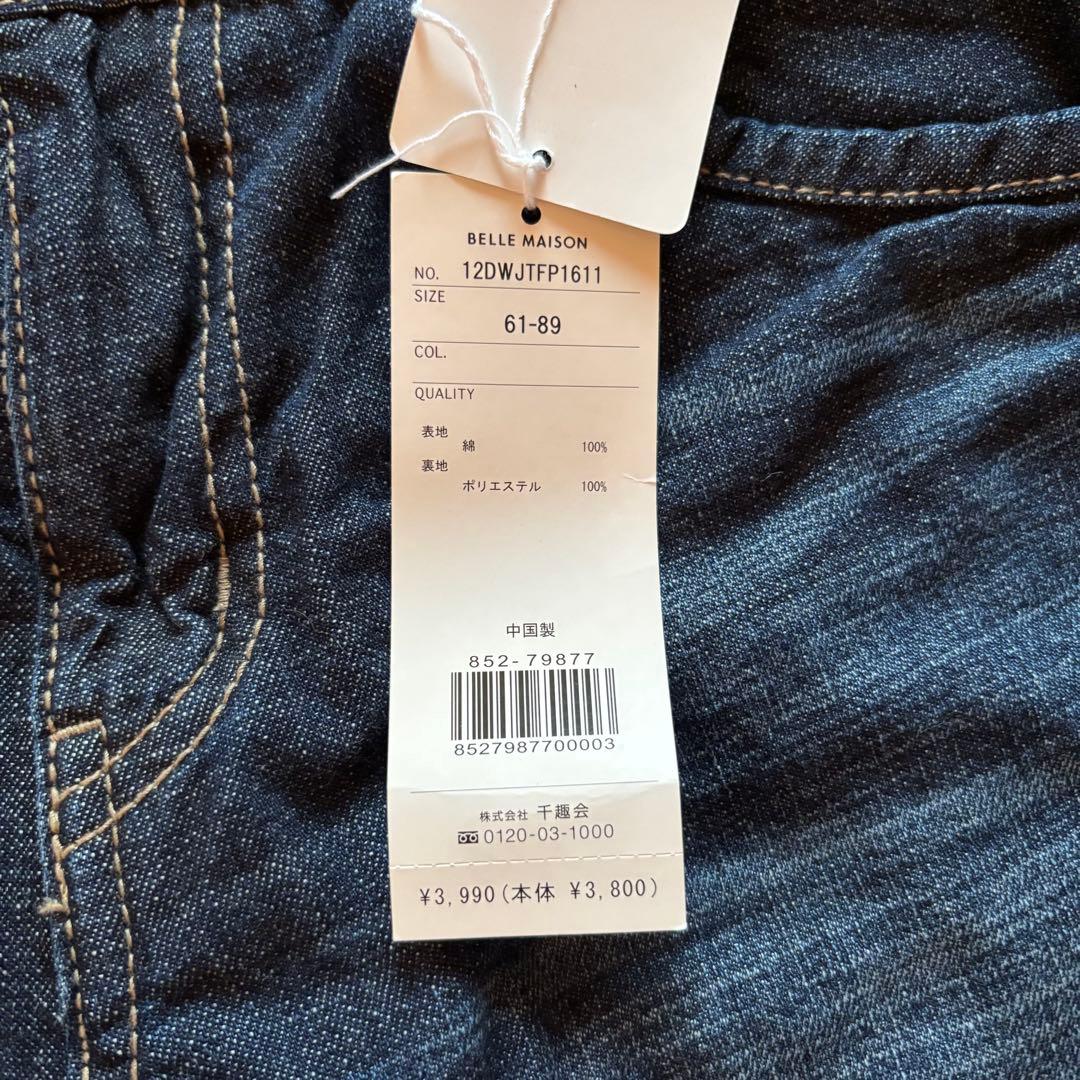 BELLE MAISON
NO. 12DWJTFP1611
SIZE
61-89
COL.
QUALITY
表地
綿 100%
裏地
ポリエステル 100%
中国製
852-79877
8527987700003
株式会社 千趣会
0120-03-1000
¥3,990(本体 ¥3,800)